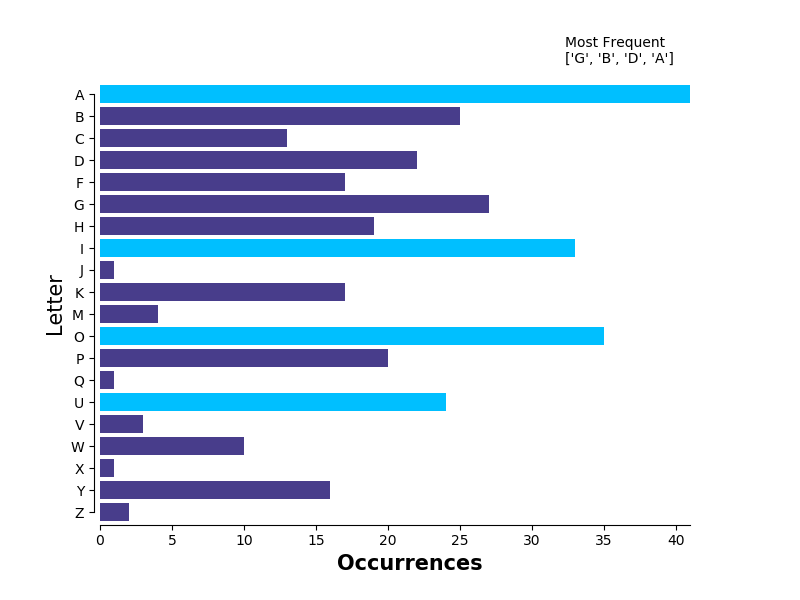 Most Frequent
['G', 'B', 'D', 'A']
A
B
C
D
F
G
H
I
J
K
M
O
P
Q
U
V
W
X
Y
Z
Letter
0 5 10 15 20 25 30 35 40
Occurrences